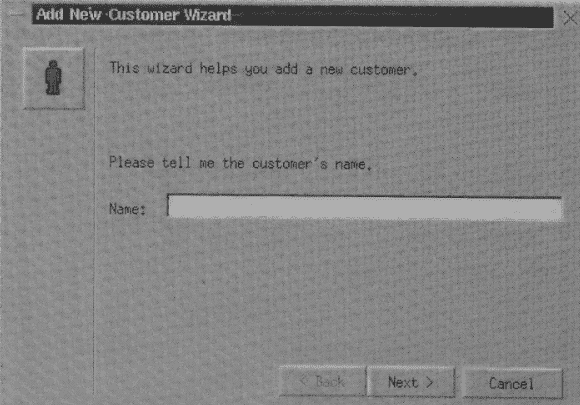 Add New Customer Wizard
This wizard helps you add a new customer.
Please tell me the customer's name.
Name:
< Back
Next >
Cancel